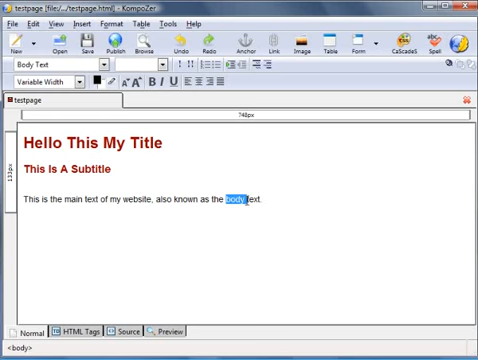 testpage [file:/.../testpage.html] - KompoZer
File Edit View Insert Format Table Tools Help
New Open Save Publish Browse Anchor Link Image Table Form CaScadeS Spell
Body Text
Variable Width
A A B I U
testpage
748px
133px
Hello This My Title
This Is A Subtitle
This is the main text of my website, also known as the body text.
Normal HTML Tags Source Preview
<body>